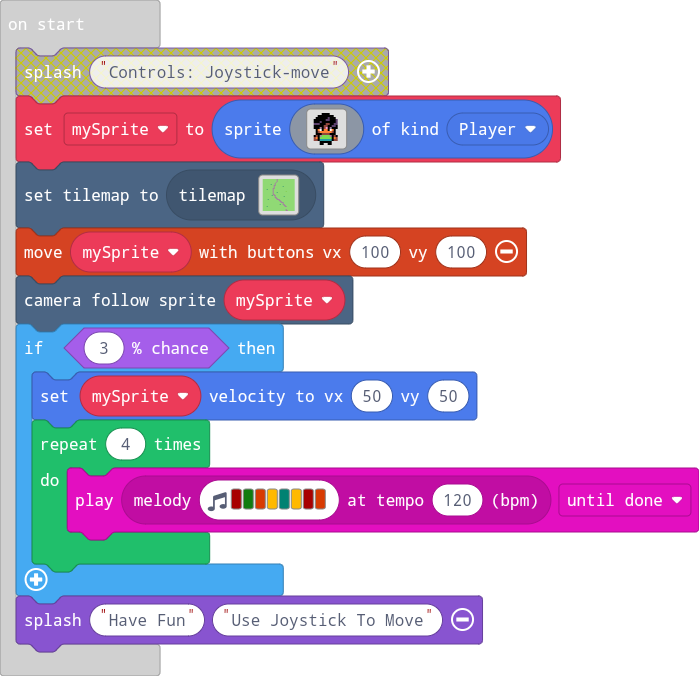 on start
splash "Controls: Joystick-move"
set mySprite to sprite of kind Player
set tilemap to tilemap
move mySprite with buttons vx 100 vy 100
camera follow sprite mySprite
if 3 % chance then
set mySprite velocity to vx 50 vy 50
repeat 4 times
do
play melody at tempo 120 (bpm) until done
splash "Have Fun" "Use Joystick To Move"